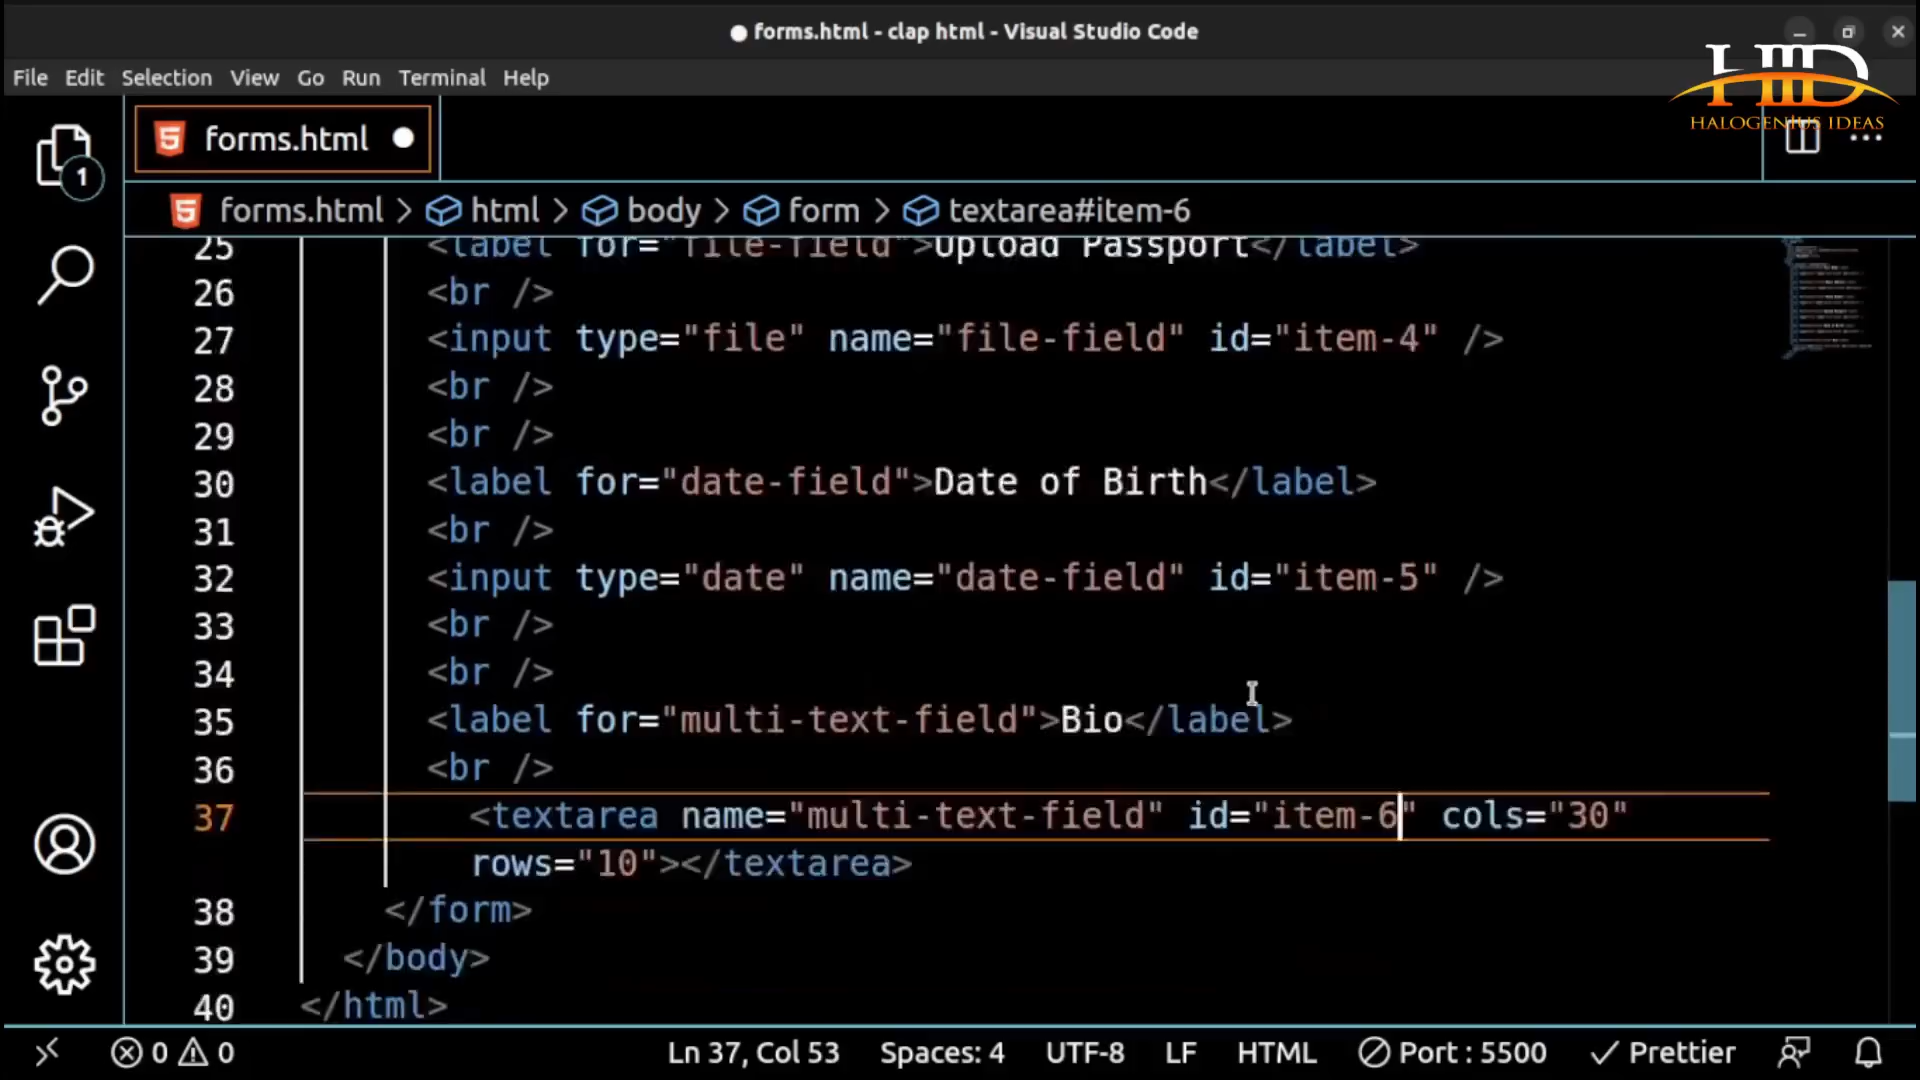 forms.html - clap html - Visual Studio Code
File Edit Selection View Go Run Terminal Help
HID
HALOGENIUS IDEAS
forms.html
1
forms.html > html > body > form > textarea#item-6
25 <label for="file-field">Upload Passport</label>
26 <br />
27 <input type="file" name="file-field" id="item-4" />
28 <br />
29 <br />
30 <label for="date-field">Date of Birth</label>
31 <br />
32 <input type="date" name="date-field" id="item-5" />
33 <br />
34 <br />
35 <label for="multi-text-field">Bio</label>
36 <br />
37 <textarea name="multi-text-field" id="item-6" cols="30"
rows="10"></textarea>
38 </form>
39 </body>
40 </html>
0 0 Ln 37, Col 53 Spaces: 4 UTF-8 LF HTML Port : 5500 Prettier